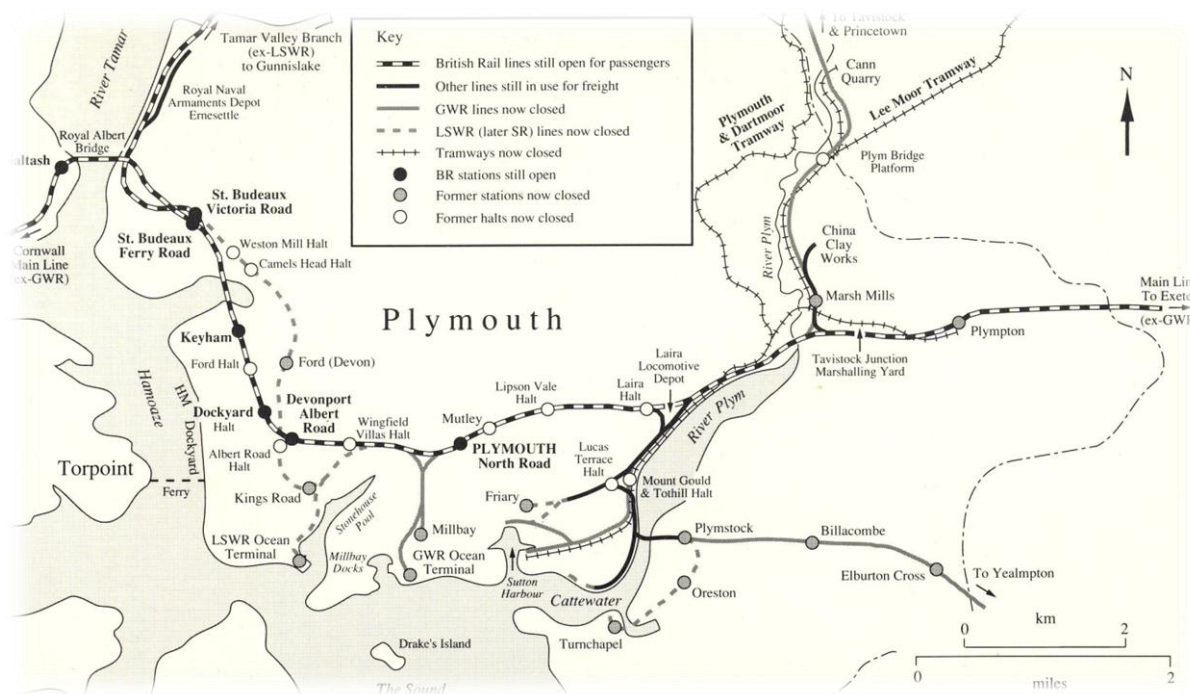 Key
British Rail lines still open for passengers
Other lines still in use for freight
GWR lines now closed
LSWR (later SR) lines now closed
Tramways now closed
BR stations still open
Former stations now closed
Former halts now closed
Tamar Valley Branch
(ex-LSWR)
to Gunnislake
River Tamar
Royal Naval
Armaments Depot
Ernesettle
Royal Albert
Bridge
altash
St. Budeaux
Victoria Road
St. Budeaux
Ferry Road
Cornwall
Main Line
(ex-GWR)
Weston Mill Halt
Camels Head Halt
Keyham
Ford Halt
Ford (Devon)
Hamoaze
HM
Dockyard
Dockyard
Halt
Devonport
Albert
Road
Albert Road
Halt
Wingfield
Villas Halt
Torpoint
Ferry
Kings Road
LSWR Ocean
Terminal
Stonehouse
Pool
Millbay
Docks
Millbay
GWR Ocean
Terminal
Plymouth
Mutley
PLYMOUTH
North Road
Lipson Vale
Halt
Laira
Halt
Laira
Locomotive
Depot
Lucas
Terrace
Halt
Friary
Mount Gould
& Tothill Halt
River Plym
Sutton
Harbour
Cattewater
Turnchapel
Oreston
Plymstock
Billacombe
Elburton Cross
To Yealmpton
Drake's Island
The Sound
To Tavistock
& Princetown
Cann
Quarry
Lee Moor Tramway
Plymouth
& Dartmoor
Tramway
Plym Bridge
Platform
River Plym
China
Clay
Works
Marsh Mills
Tavistock Junction
Marshalling Yard
Plympton
Main Lin
To Exete
(ex-GWR
N
km
0 2
0 2
miles